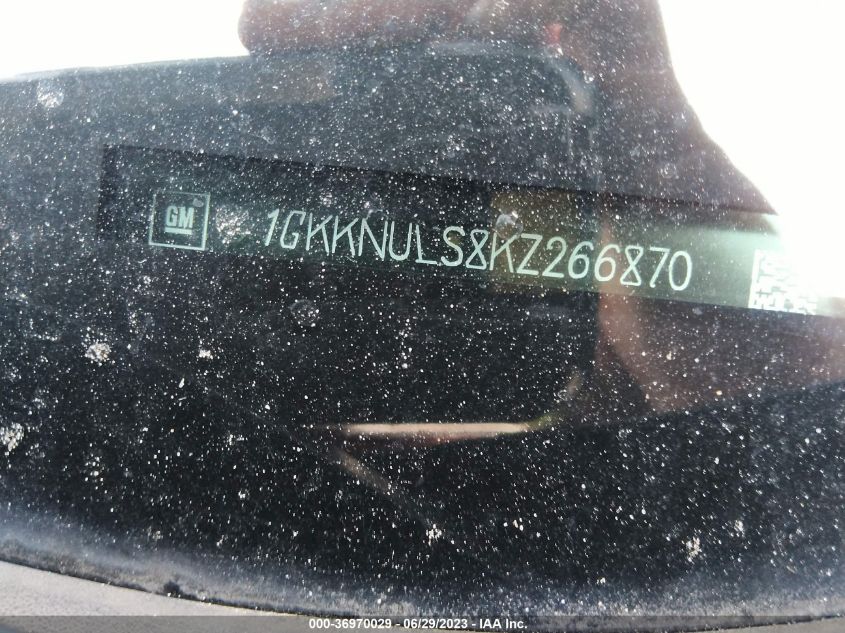 GM 1GKKNULS8KZ266870
000-36970029 - 06/29/2023 - IAA Inc.